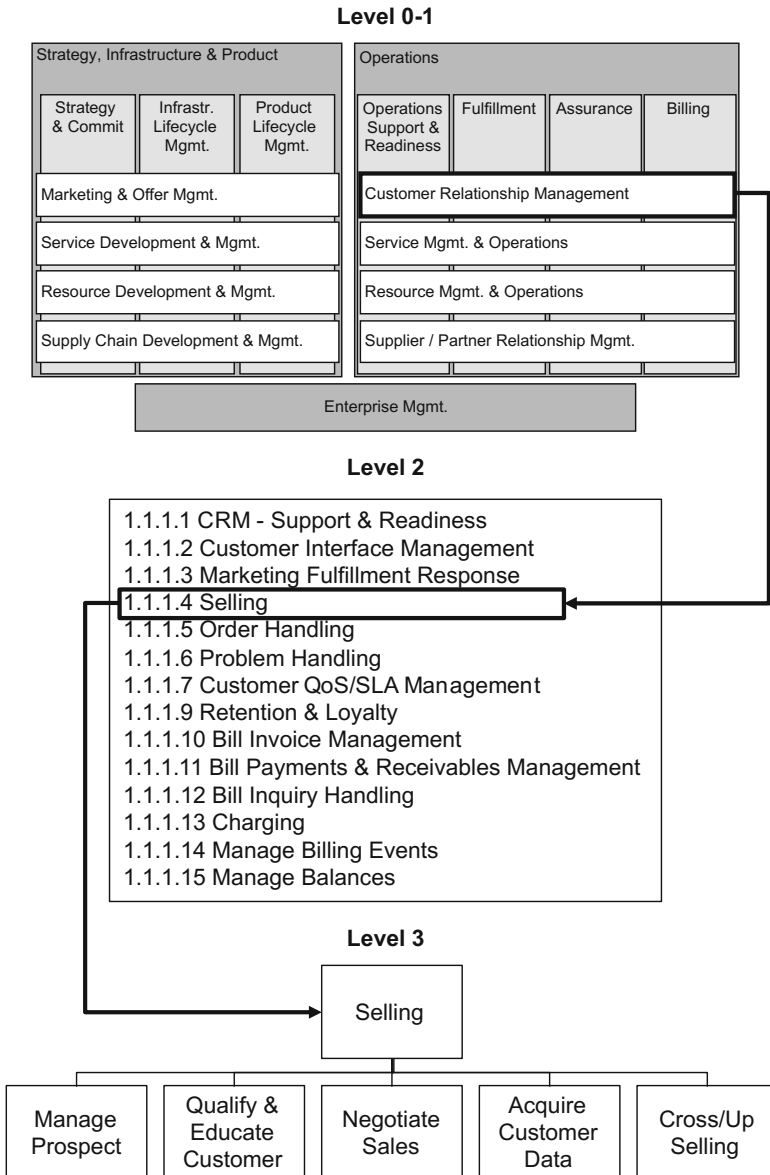 Level 0-1
Strategy, Infrastructure & Product
Operations
Strategy
& Commit
Infrastr.
Lifecycle
Mgmt.
Product
Lifecycle
Mgmt.
Operations
Support &
Readiness
Fulfillment
Assurance
Billing
Marketing & Offer Mgmt.
Customer Relationship Management
Service Development & Mgmt.
Service Mgmt. & Operations
Resource Development & Mgmt.
Resource Mgmt. & Operations
Supply Chain Development & Mgmt.
Supplier / Partner Relationship Mgmt.
Enterprise Mgmt.
Level 2
1.1.1.1 CRM - Support & Readiness
1.1.1.2 Customer Interface Management
1.1.1.3 Marketing Fulfillment Response
1.1.1.4 Selling
1.1.1.5 Order Handling
1.1.1.6 Problem Handling
1.1.1.7 Customer QoS/SLA Management
1.1.1.9 Retention & Loyalty
1.1.1.10 Bill Invoice Management
1.1.1.11 Bill Payments & Receivables Management
1.1.1.12 Bill Inquiry Handling
1.1.1.13 Charging
1.1.1.14 Manage Billing Events
1.1.1.15 Manage Balances
Level 3
Selling
Manage
Prospect
Qualify &
Educate
Customer
Negotiate
Sales
Acquire
Customer
Data
Cross/Up
Selling